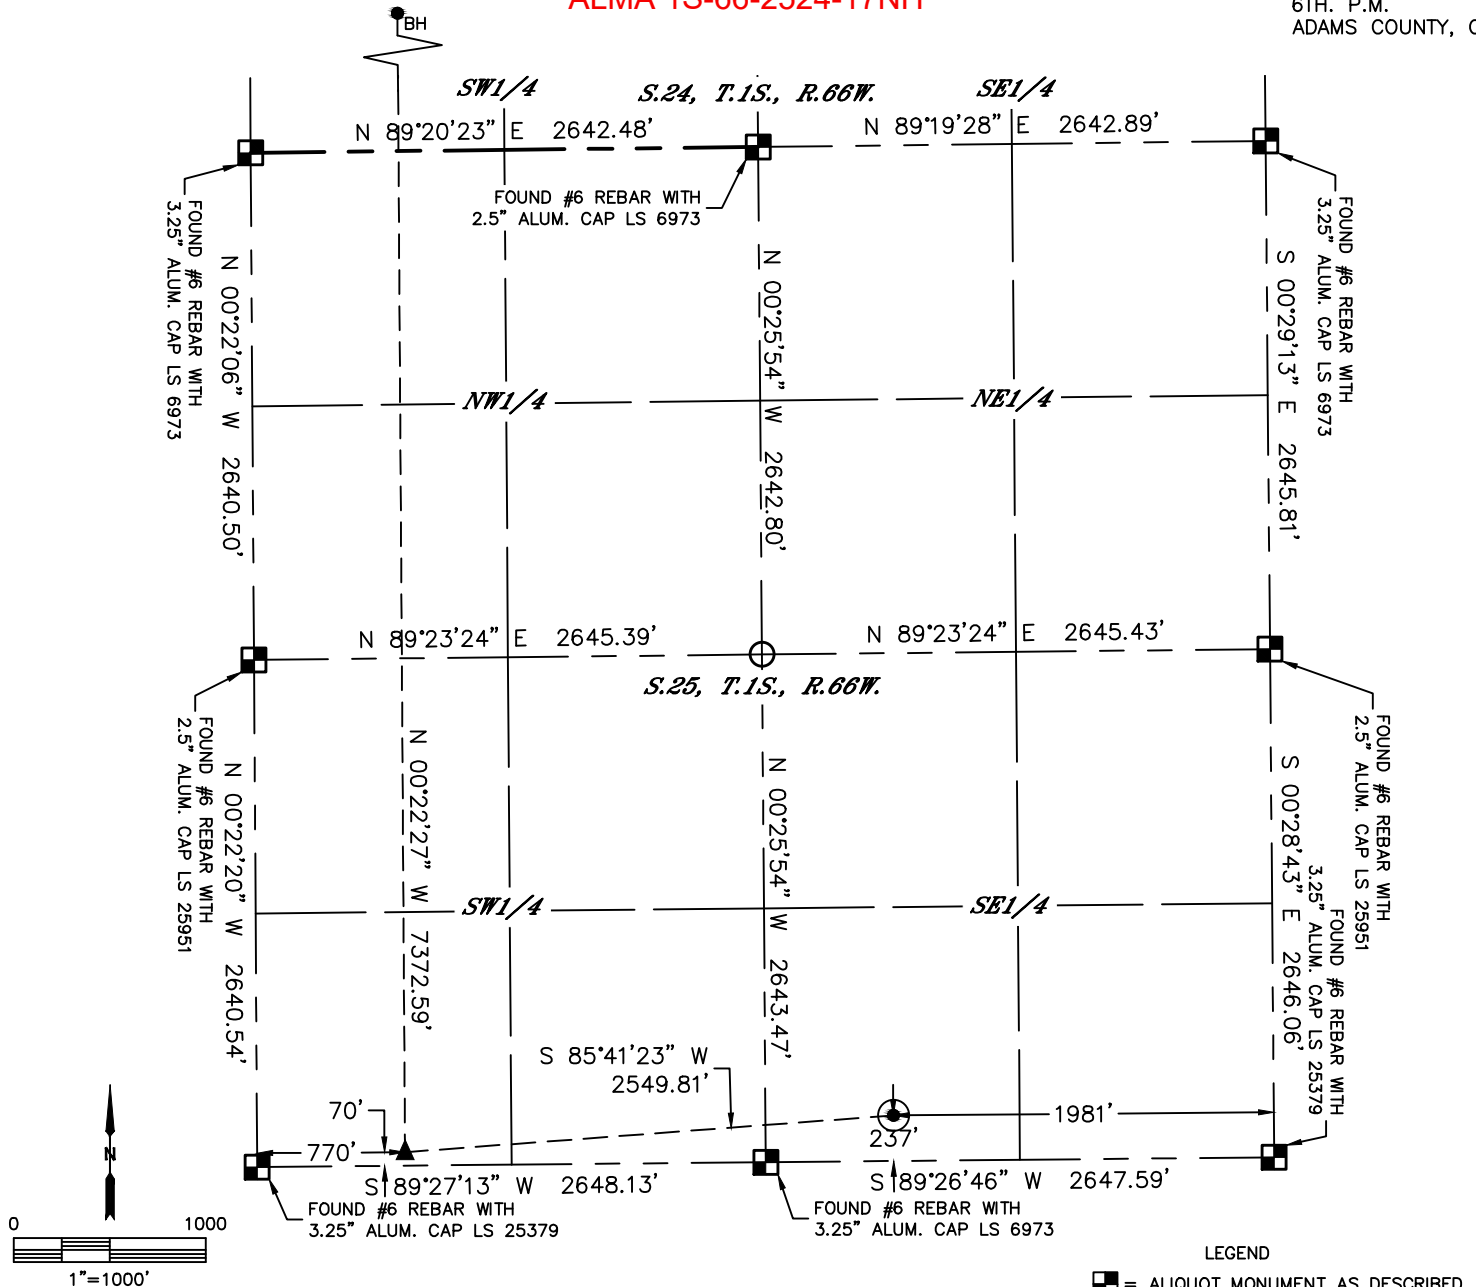 ALMA 1S-66-2524-17NH
6TH. P.M.
ADAMS COUNTY,
BH
SW1/4
S.24, T.1S., R.66W.
SE1/4
N 89°20'23" E 2642.48'
N 89°19'28" E 2642.89'
FOUND #6 REBAR WITH
2.5" ALUM. CAP LS 6973
FOUND #6 REBAR WITH
3.25" ALUM. CAP LS 6973
FOUND #6 REBAR WITH
3.25" ALUM. CAP LS 6973
N 00°22'06" W 2640.50'
N 00°25'54" W 2642.80'
S 00°29'13" E 2645.81'
NW1/4
NE1/4
N 89°23'24" E 2645.39'
N 89°23'24" E 2645.43'
S.25, T.1S., R.66W.
FOUND #6 REBAR WITH
2.5" ALUM. CAP LS 25951
FOUND #6 REBAR WITH
2.5" ALUM. CAP LS 25951
N 00°22'20" W 2640.54'
N 00°22'27" W 7372.59'
N 00°25'54" W 2643.47'
S 00°28'43" E 2646.06'
FOUND #6 REBAR WITH
3.25" ALUM. CAP LS 25379
SW1/4
SE1/4
S 85°41'23" W
2549.81'
70'
770'
237'
1981'
S 89°27'13" W 2648.13'
S 89°26'46" W 2647.59'
FOUND #6 REBAR WITH
3.25" ALUM. CAP LS 25379
FOUND #6 REBAR WITH
3.25" ALUM. CAP LS 6973
N
0 1000
1"=1000'
LEGEND
= ALIQUOT MONUMENT AS DESCRIBED